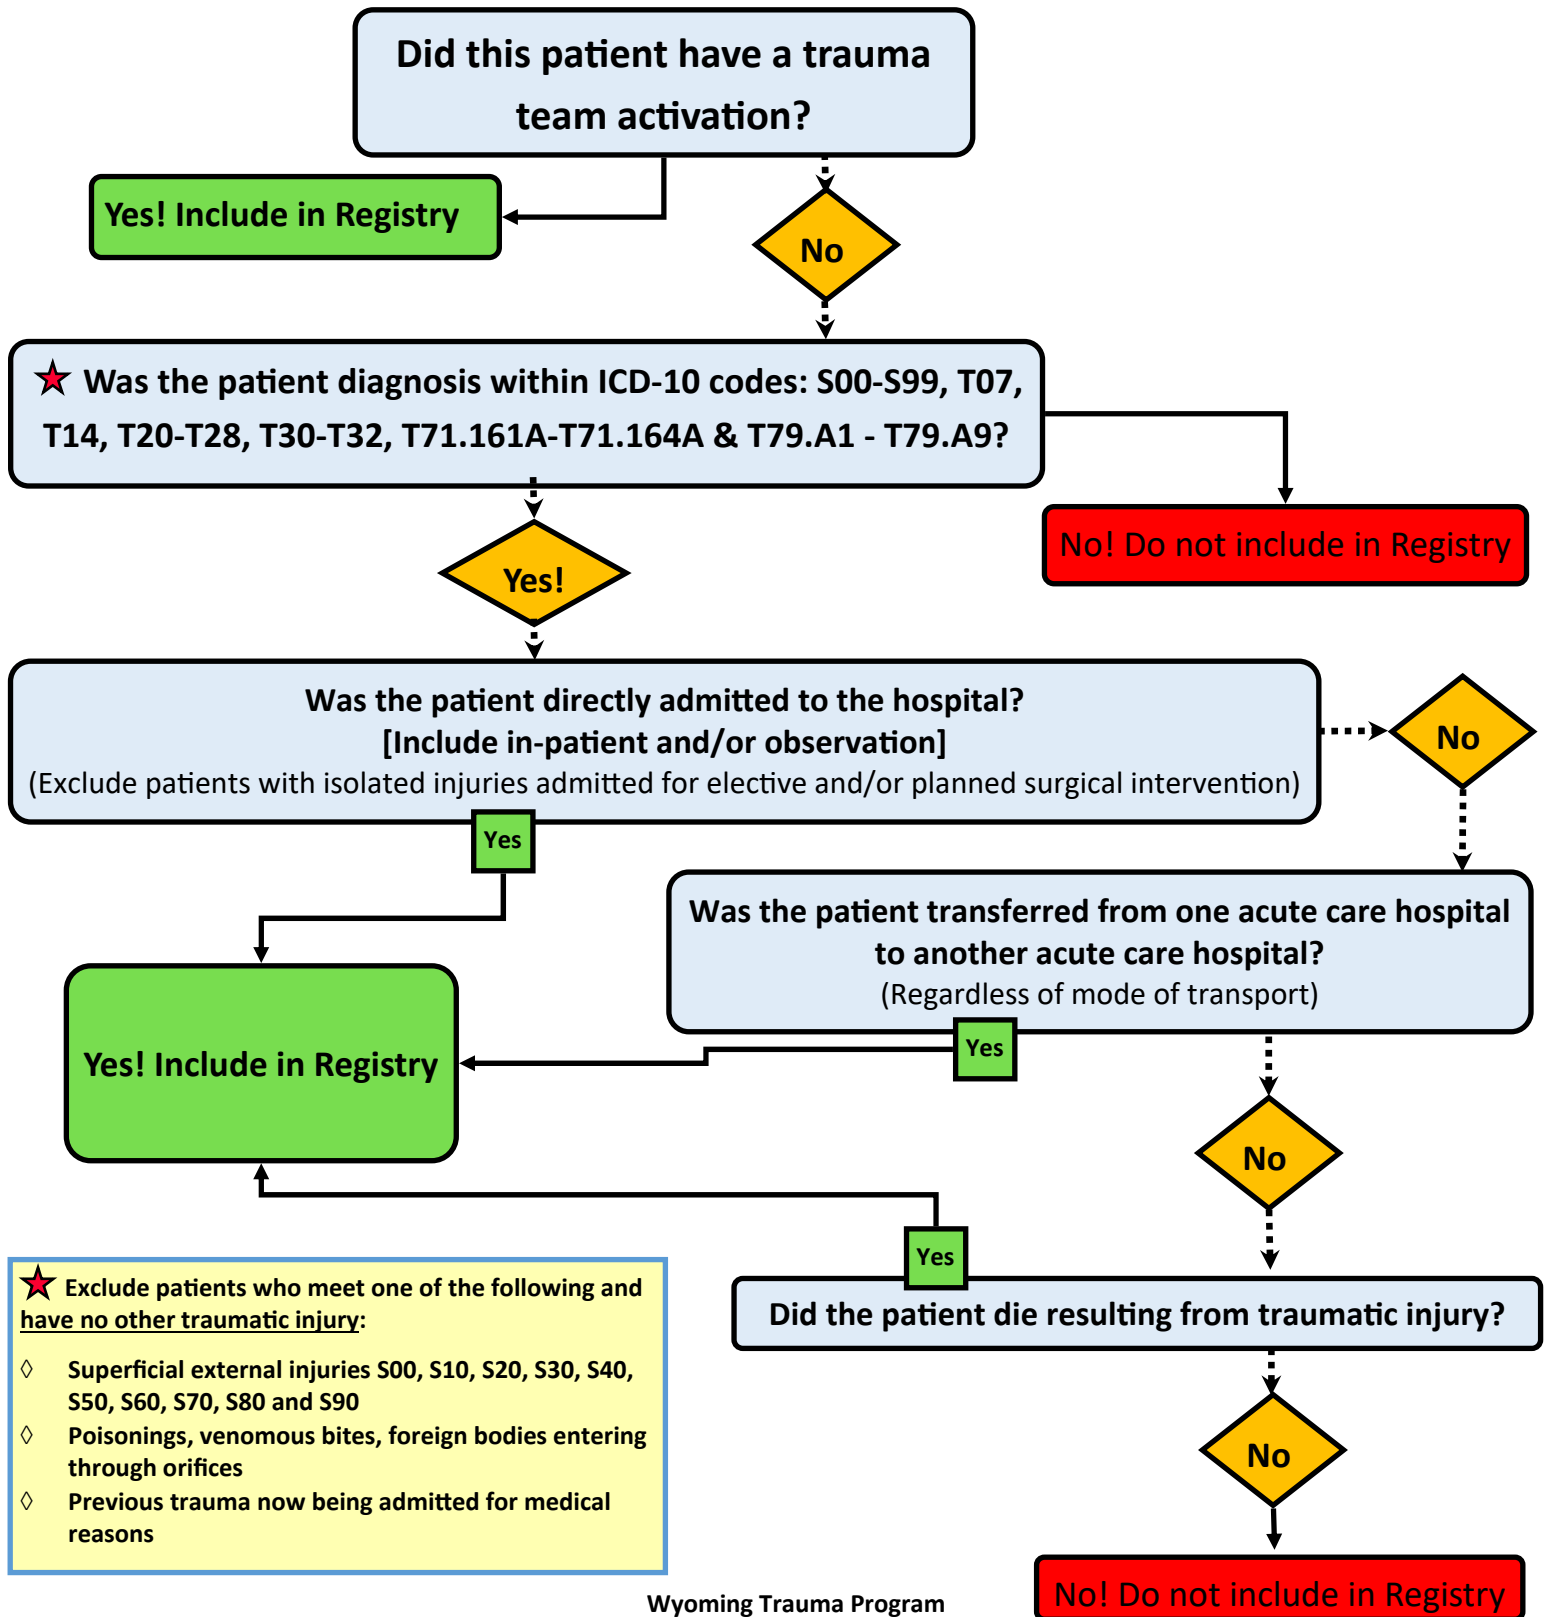 Did this patient have a trauma
team activation?
Yes! Include in Registry
No
Was the patient diagnosis within ICD-10 codes: S00-S99, T07,
T14, T20-T28, T30-T32, T71.161A-T71.164A & T79.A1 - T79.A9?
No! Do not include in Registry
Yes!
Was the patient directly admitted to the hospital?
[Include in-patient and/or observation]
(Exclude patients with isolated injuries admitted for elective and/or planned surgical intervention)
No
Yes
Was the patient transferred from one acute care hospital
to another acute care hospital?
(Regardless of mode of transport)
Yes
Yes! Include in Registry
No
Yes
Did the patient die resulting from traumatic injury?
Exclude patients who meet one of the following and
have no other traumatic injury:
◊ Superficial external injuries S00, S10, S20, S30, S40,
S50, S60, S70, S80 and S90
◊ Poisonings, venomous bites, foreign bodies entering
through orifices
◊ Previous trauma now being admitted for medical
reasons
No
No! Do not include in Registry
Wyoming Trauma Program